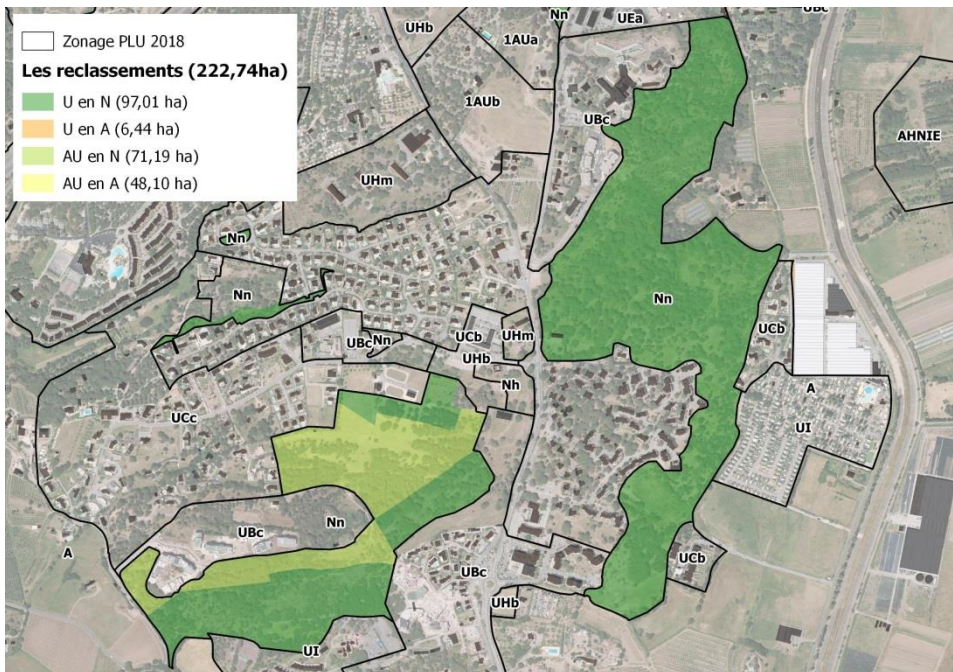 Zonage PLU 2018
Les reclassements (222,74ha)
U en N (97,01 ha)
U en A (6,44 ha)
AU en N (71,19 ha)
AU en A (48,10 ha)
UHb
1AUa
Nn
UEa
UBc
1AUb
UBc
AHNIE
UHm
Nn
Nn
Nn
UCb
UHm
UCb
UBc
Nn
UHb
Nh
A
UCc
UI
UBc
Nn
A
UBc
UCb
UHb
UI